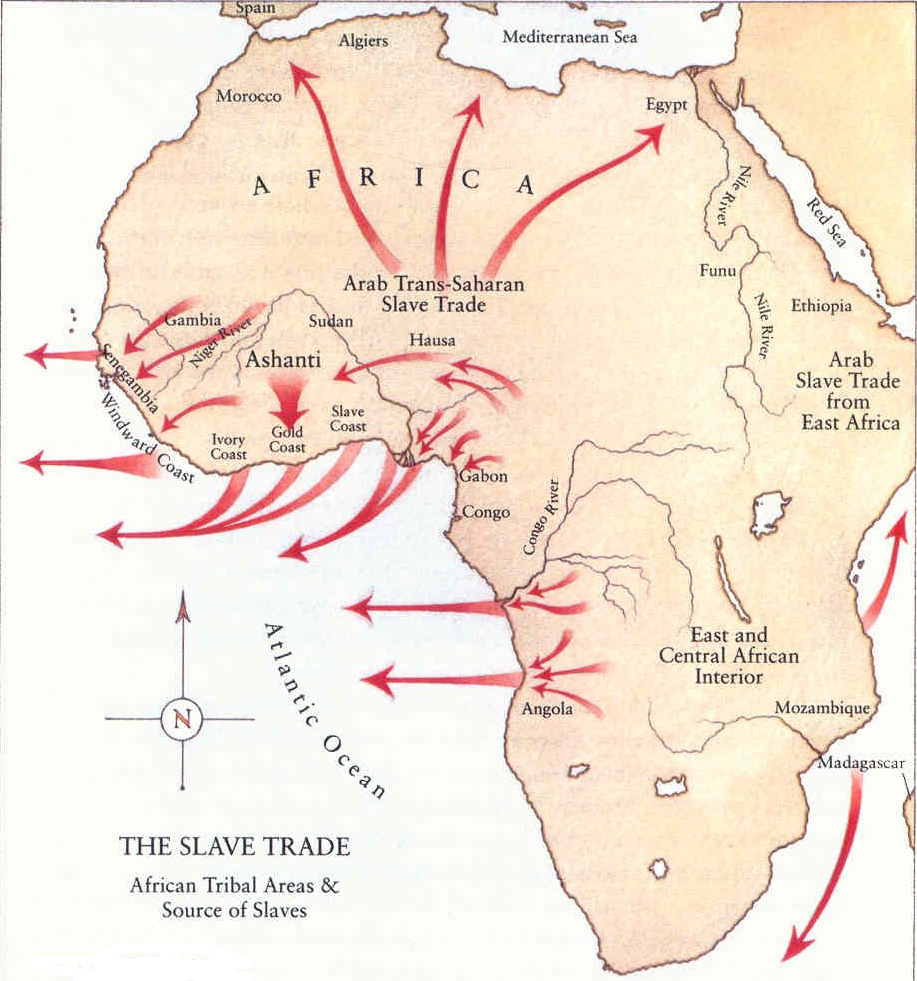 Spain
Algiers
Mediterranean Sea
Morocco
Egypt
AFRICA
Nile River
Red Sea
Funu
Arab Trans-Saharan
Slave Trade
Nile River
Ethiopia
Gambia
Niger River
Sudan
Hausa
Ashanti
Senegambia
Arab
Slave Trade
from
East Africa
Windward Coast
Ivory
Coast
Gold
Coast
Slave
Coast
Gabon
Congo
Congo River
East and
Central African
Interior
Atlantic Ocean
N
Angola
Mozambique
Madagascar
THE SLAVE TRADE
African Tribal Areas &
Source of Slaves